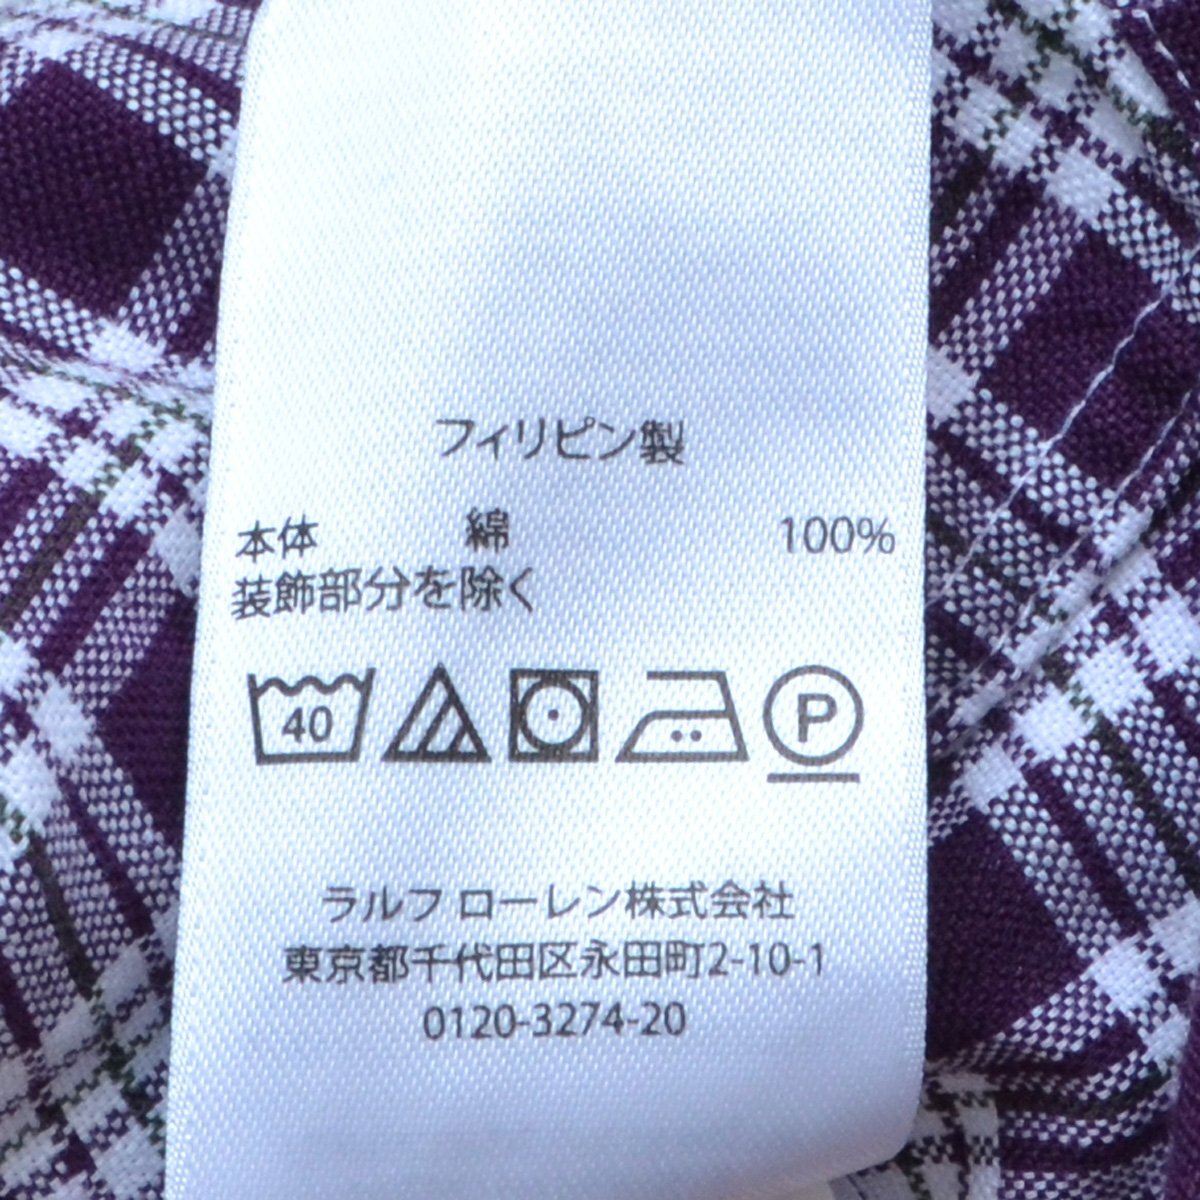 フィリピン製
本体 綿 100%
装飾部分を除く
40 P
ラルフ ローレン株式会社
東京都千代田区永田町2-10-1
0120-3274-20